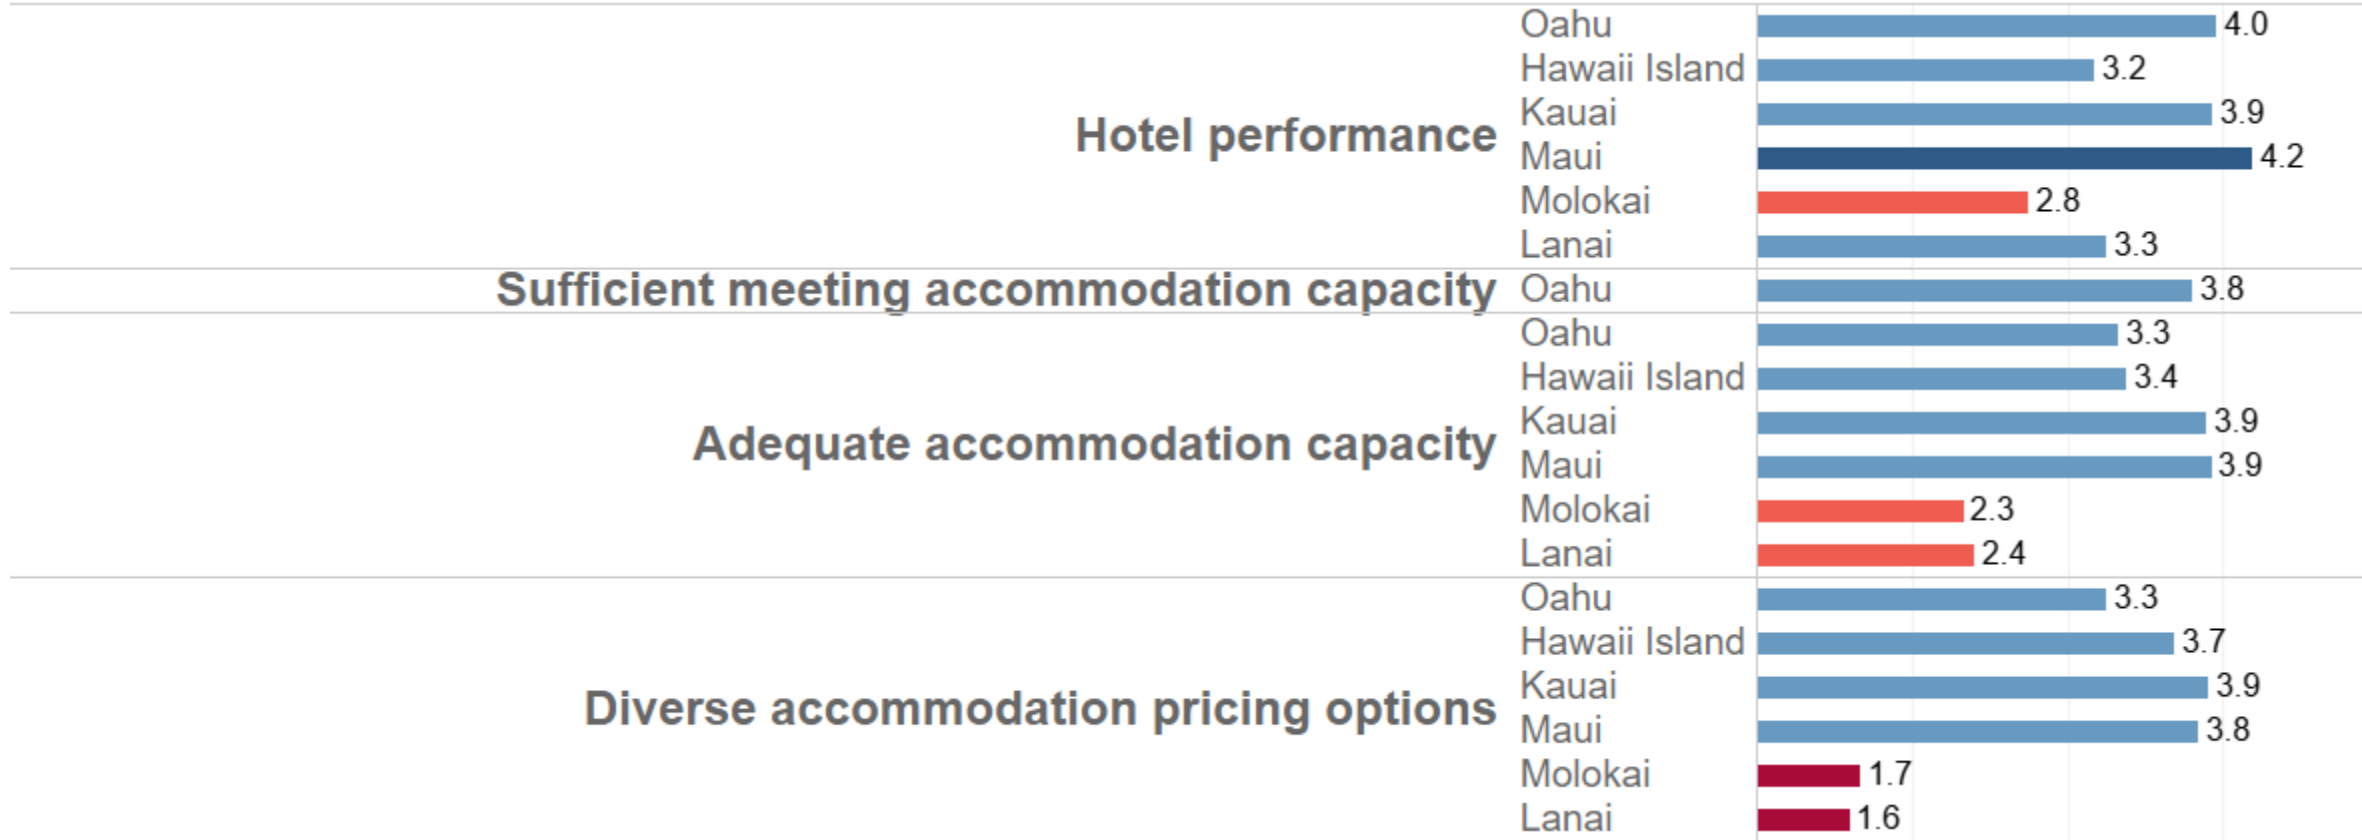 Hotel performance
Oahu 4.0
Hawaii Island 3.2
Kauai 3.9
Maui 4.2
Molokai 2.8
Lanai 3.3
Sufficient meeting accommodation capacity
Oahu 3.8
Adequate accommodation capacity
Oahu 3.3
Hawaii Island 3.4
Kauai 3.9
Maui 3.9
Molokai 2.3
Lanai 2.4
Diverse accommodation pricing options
Oahu 3.3
Hawaii Island 3.7
Kauai 3.9
Maui 3.8
Molokai 1.7
Lanai 1.6